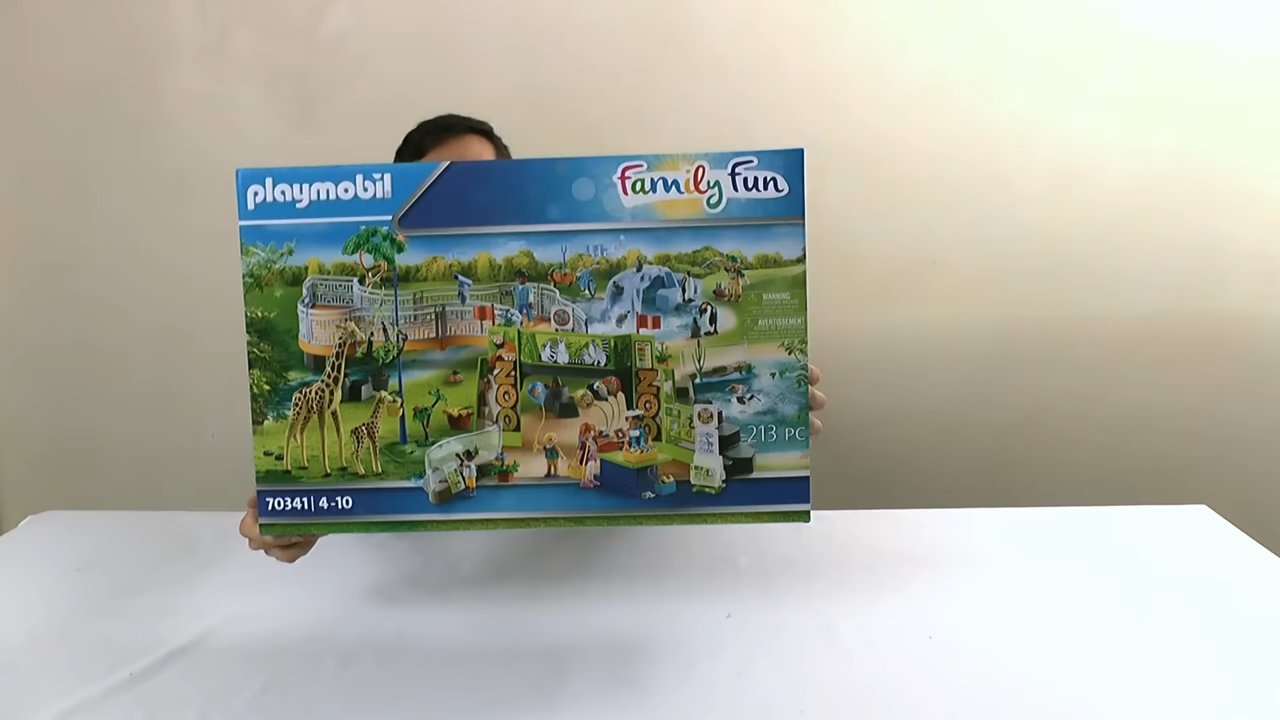 playmobil
family fun
WARNING
AVERTISSEMENT
ZOO
ZOO
213 PC
70341 | 4-10